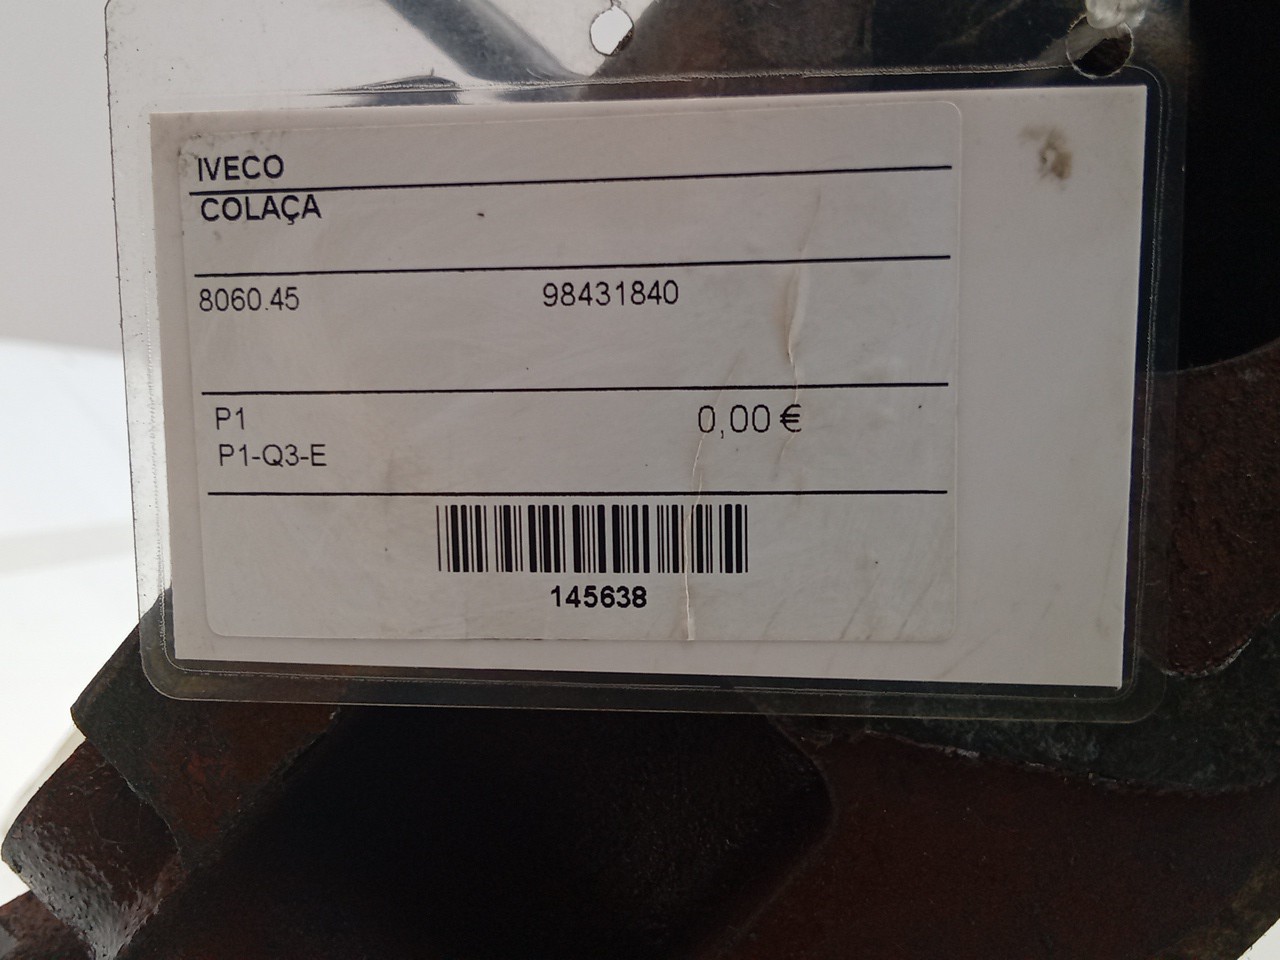 IVECO
COLAÇA
8060.45 98431840
P1 0,00 €
P1-Q3-E
145638